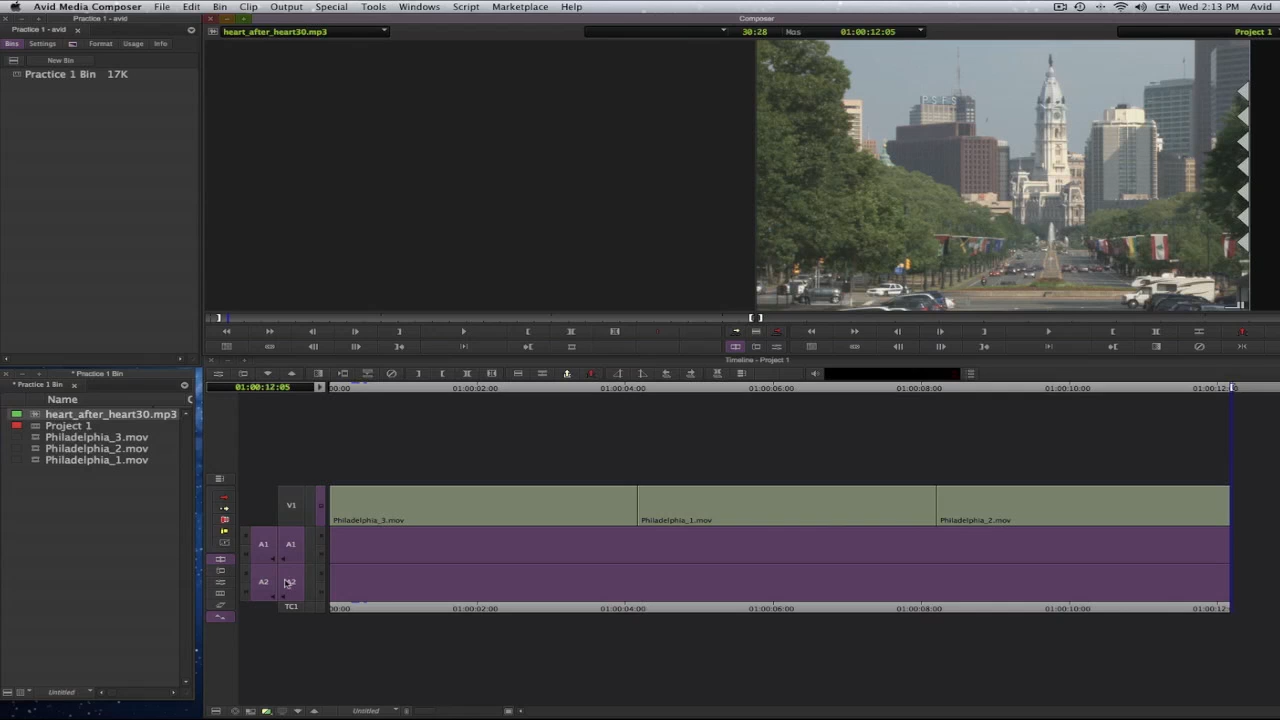 Avid Media Composer File Edit Bin Clip Output Special Tools Windows Script Marketplace Help Wed 2:13 PM Avid
Practice 1 - avid
Composer
Practice 1 - avid
heart_after_heart30.mp3
30:28 Mas 01:00:12:05
Project 1
Bins Settings Format Usage Info
New Bin
Practice 1 Bin 17K
PSFS
Timeline - Project 1
* Practice 1 Bin
* Practice 1 Bin
01:00:12:05
:00:00 01:00:02:00 01:00:04:00 01:00:06:00 01:00:08:00 01:00:10:00 01:00:12:
Name
heart_after_heart30.mp3
Project 1
Philadelphia_3.mov
Philadelphia_2.mov
Philadelphia_1.mov
V1
Philadelphia_3.mov Philadelphia_1.mov Philadelphia_2.mov
A1 A1
A2 A2
TC1
:00:00 01:00:02:00 01:00:04:00 01:00:06:00 01:00:08:00 01:00:10:00 01:00:12:
Untitled
Untitled